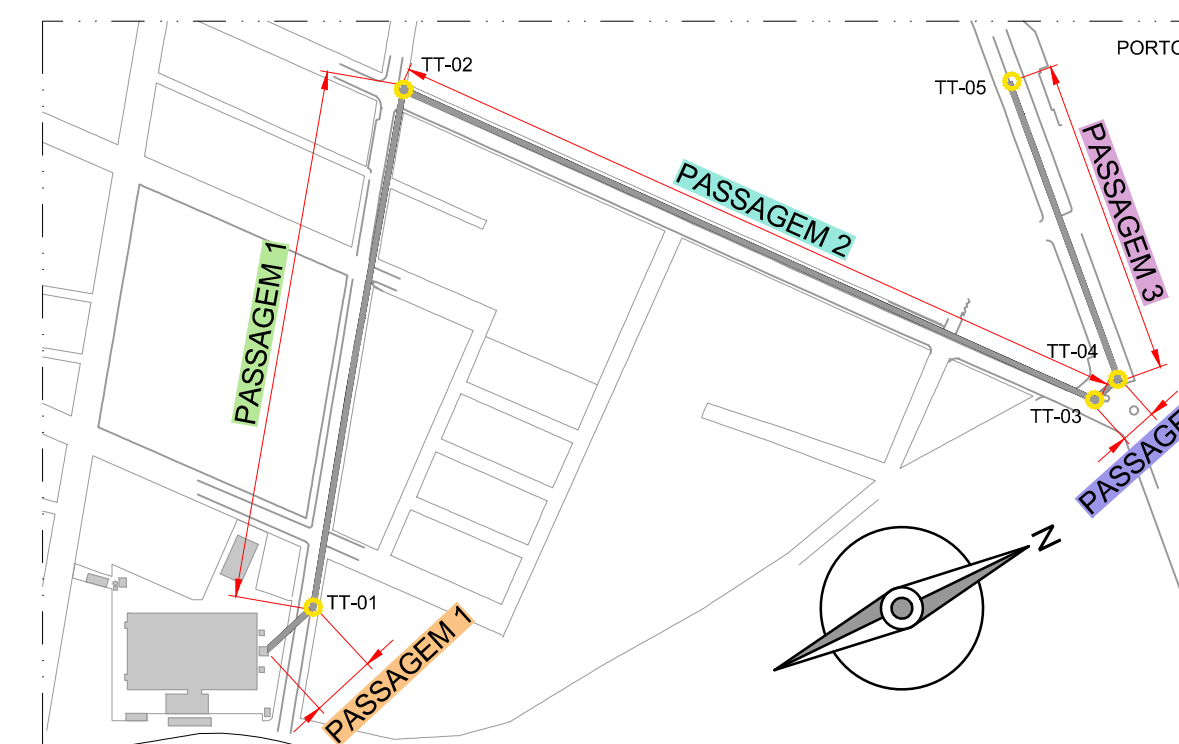 PORTO
TT-02
TT-05
PASSAGEM 2
PASSAGEM 3
PASSAGEM 1
TT-04
TT-03
N
TT-01
PASSAGEM 1